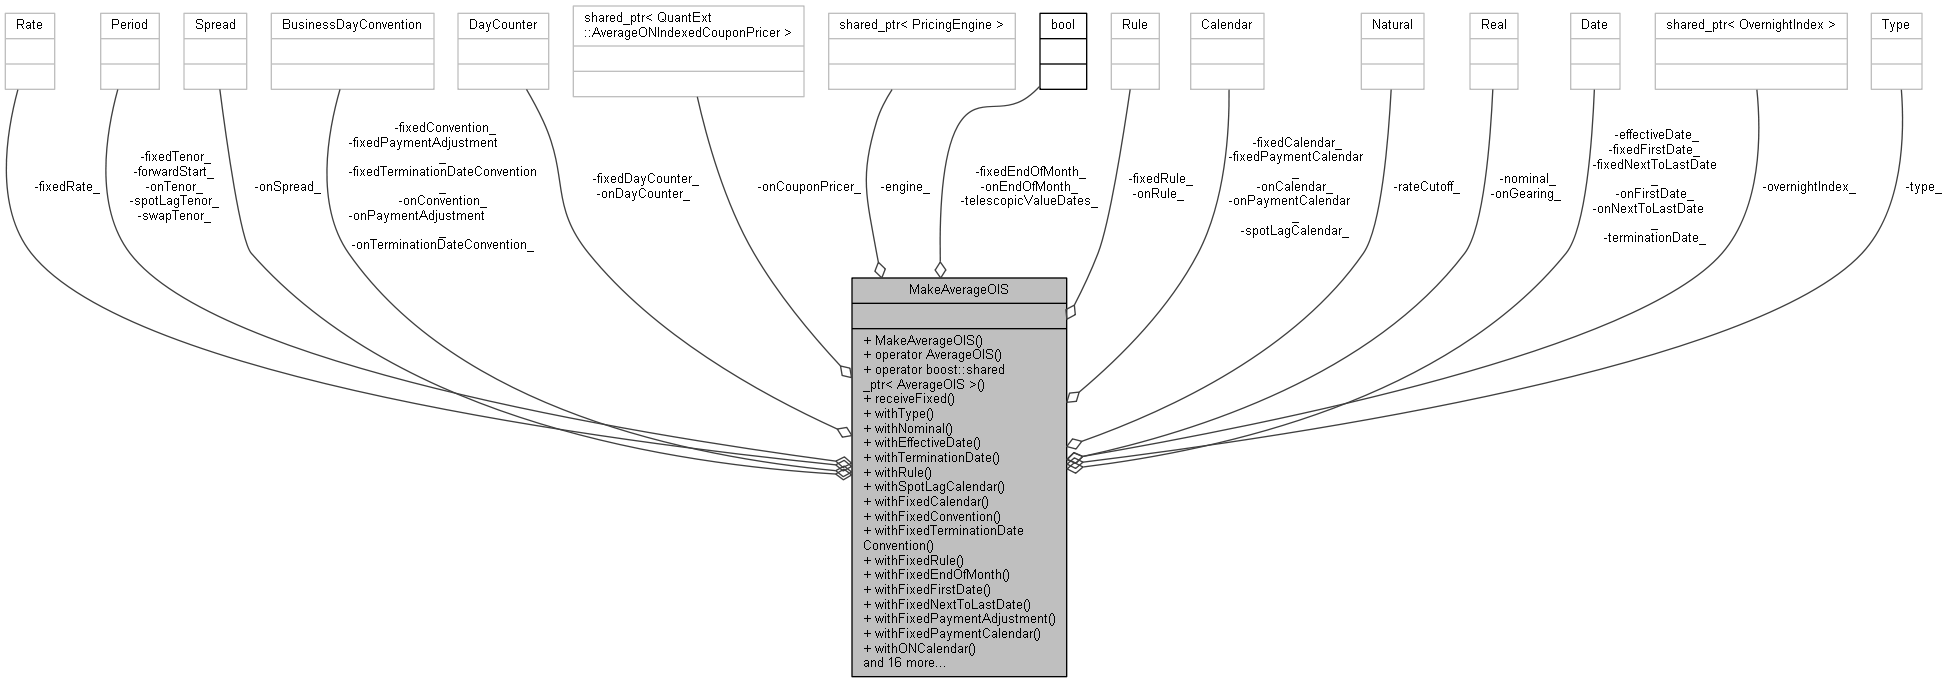 Rate
Period
Spread
BusinessDayConvention
DayCounter
shared_ptr< QuantExt
::AverageONIndexedCouponPricer >
shared_ptr< PricingEngine >
bool
Rule
Calendar
Natural
Real
Date
shared_ptr< OvernightIndex >
Type
-fixedRate_
-fixedTenor_
-forwardStart_
-onTenor_
-spotLagTenor_
-swapTenor_
-onSpread_
-fixedConvention_
-fixedPaymentAdjustment
_
-fixedTerminationDateConvention
_
-onConvention_
-onPaymentAdjustment
_
-onTerminationDateConvention_
-fixedDayCounter_
-onDayCounter_
-onCouponPricer_
-engine_
-fixedEndOfMonth_
-onEndOfMonth_
-telescopicValueDates_
-fixedRule_
-onRule_
-fixedCalendar_
-fixedPaymentCalendar
_
-onCalendar_
-onPaymentCalendar
_
-spotLagCalendar_
-rateCutoff_
-nominal_
-onGearing_
-effectiveDate_
-fixedFirstDate_
-fixedNextToLastDate
_
-onFirstDate_
-onNextToLastDate
_
-terminationDate_
-overnightIndex_
-type_
MakeAverageOIS
+ MakeAverageOIS()
+ operator AverageOIS()
+ operator boost::shared
_ptr< AverageOIS >()
+ receiveFixed()
+ withType()
+ withNominal()
+ withEffectiveDate()
+ withTerminationDate()
+ withRule()
+ withSpotLagCalendar()
+ withFixedCalendar()
+ withFixedConvention()
+ withFixedTerminationDate
Convention()
+ withFixedRule()
+ withFixedEndOfMonth()
+ withFixedFirstDate()
+ withFixedNextToLastDate()
+ withFixedPaymentAdjustment()
+ withFixedPaymentCalendar()
+ withONCalendar()
and 16 more...